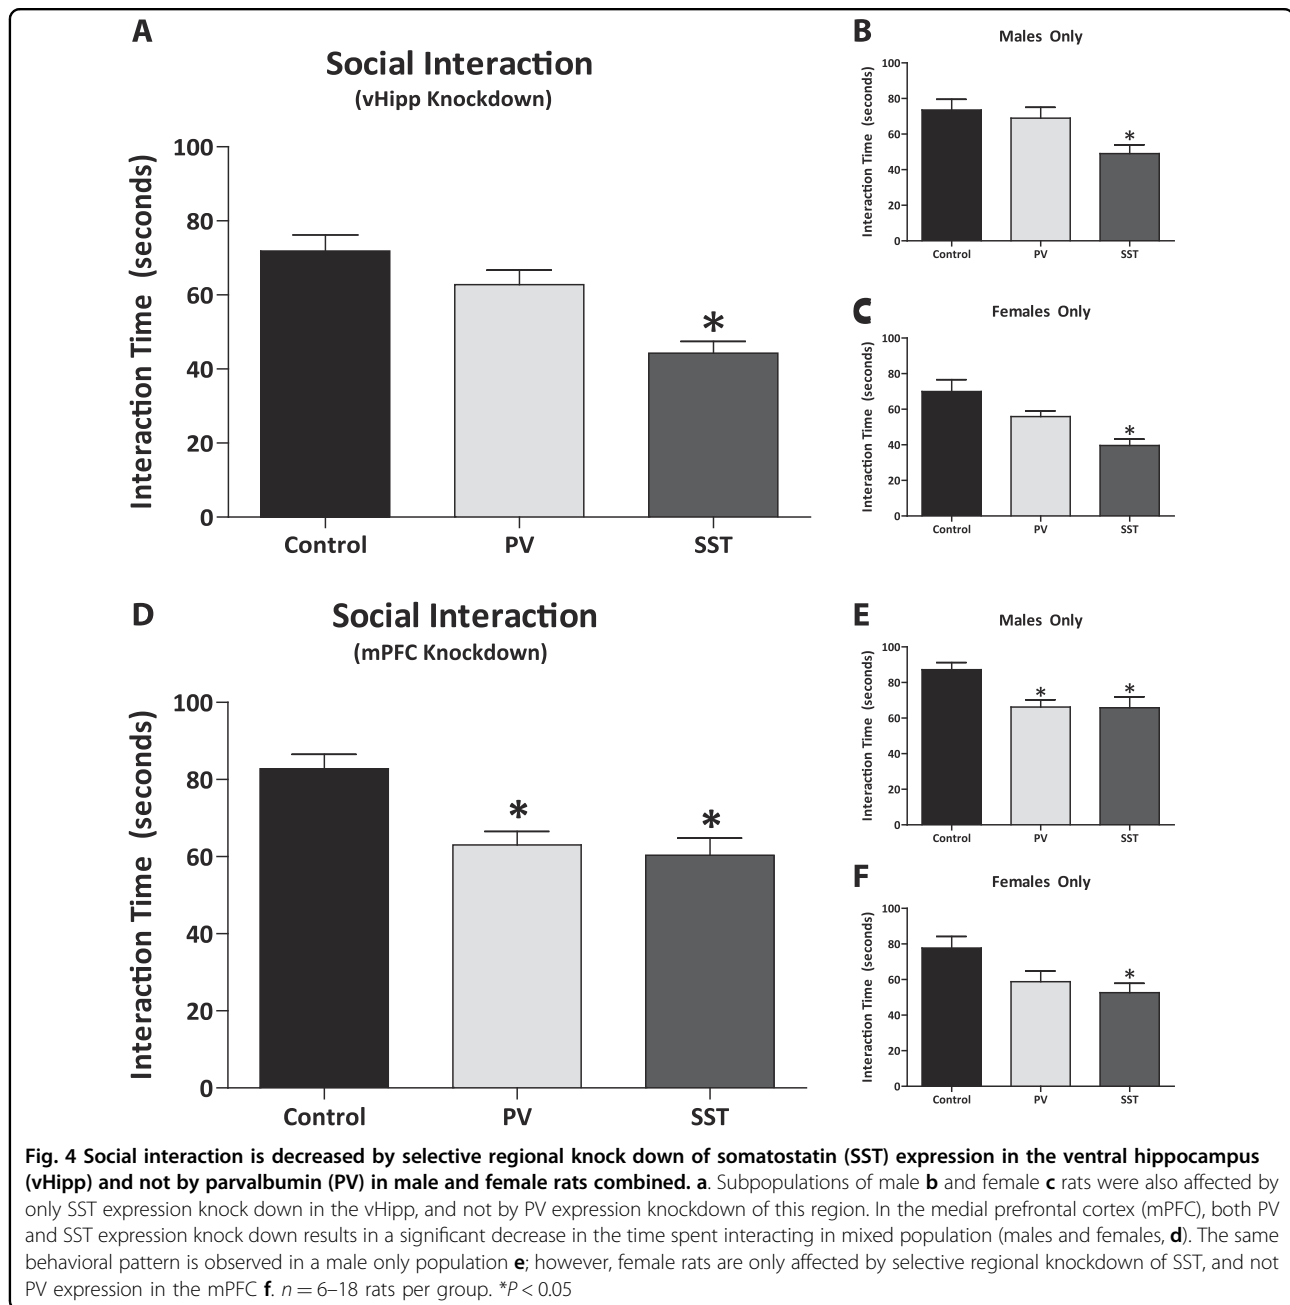 A
Social Interaction
(vHipp Knockdown)
Interaction Time (seconds)
100
80
60
40
20
0
*
Control
PV
SST
B
Males Only
Interaction Time (seconds)
100
80
60
40
20
0
*
Control
PV
SST
C
Females Only
Interaction Time (seconds)
100
80
60
40
20
0
*
Control
PV
SST
D
Social Interaction
(mPFC Knockdown)
Interaction Time (seconds)
100
80
60
40
20
0
*
*
Control
PV
SST
E
Males Only
Interaction Time (seconds)
100
80
60
40
20
0
*
*
Control
PV
SST
F
Females Only
Interaction Time (seconds)
100
80
60
40
20
0
*
Control
PV
SST
Fig. 4 Social interaction is decreased by selective regional knock down of somatostatin (SST) expression in the ventral hippocampus
(vHipp) and not by parvalbumin (PV) in male and female rats combined. a. Subpopulations of male b and female c rats were also affected by
only SST expression knock down in the vHipp, and not by PV expression knockdown of this region. In the medial prefrontal cortex (mPFC), both PV
and SST expression knock down results in a significant decrease in the time spent interacting in mixed population (males and females, d). The same
behavioral pattern is observed in a male only population e; however, female rats are only affected by selective regional knockdown of SST, and not
PV expression in the mPFC f. n = 6–18 rats per group. *P < 0.05